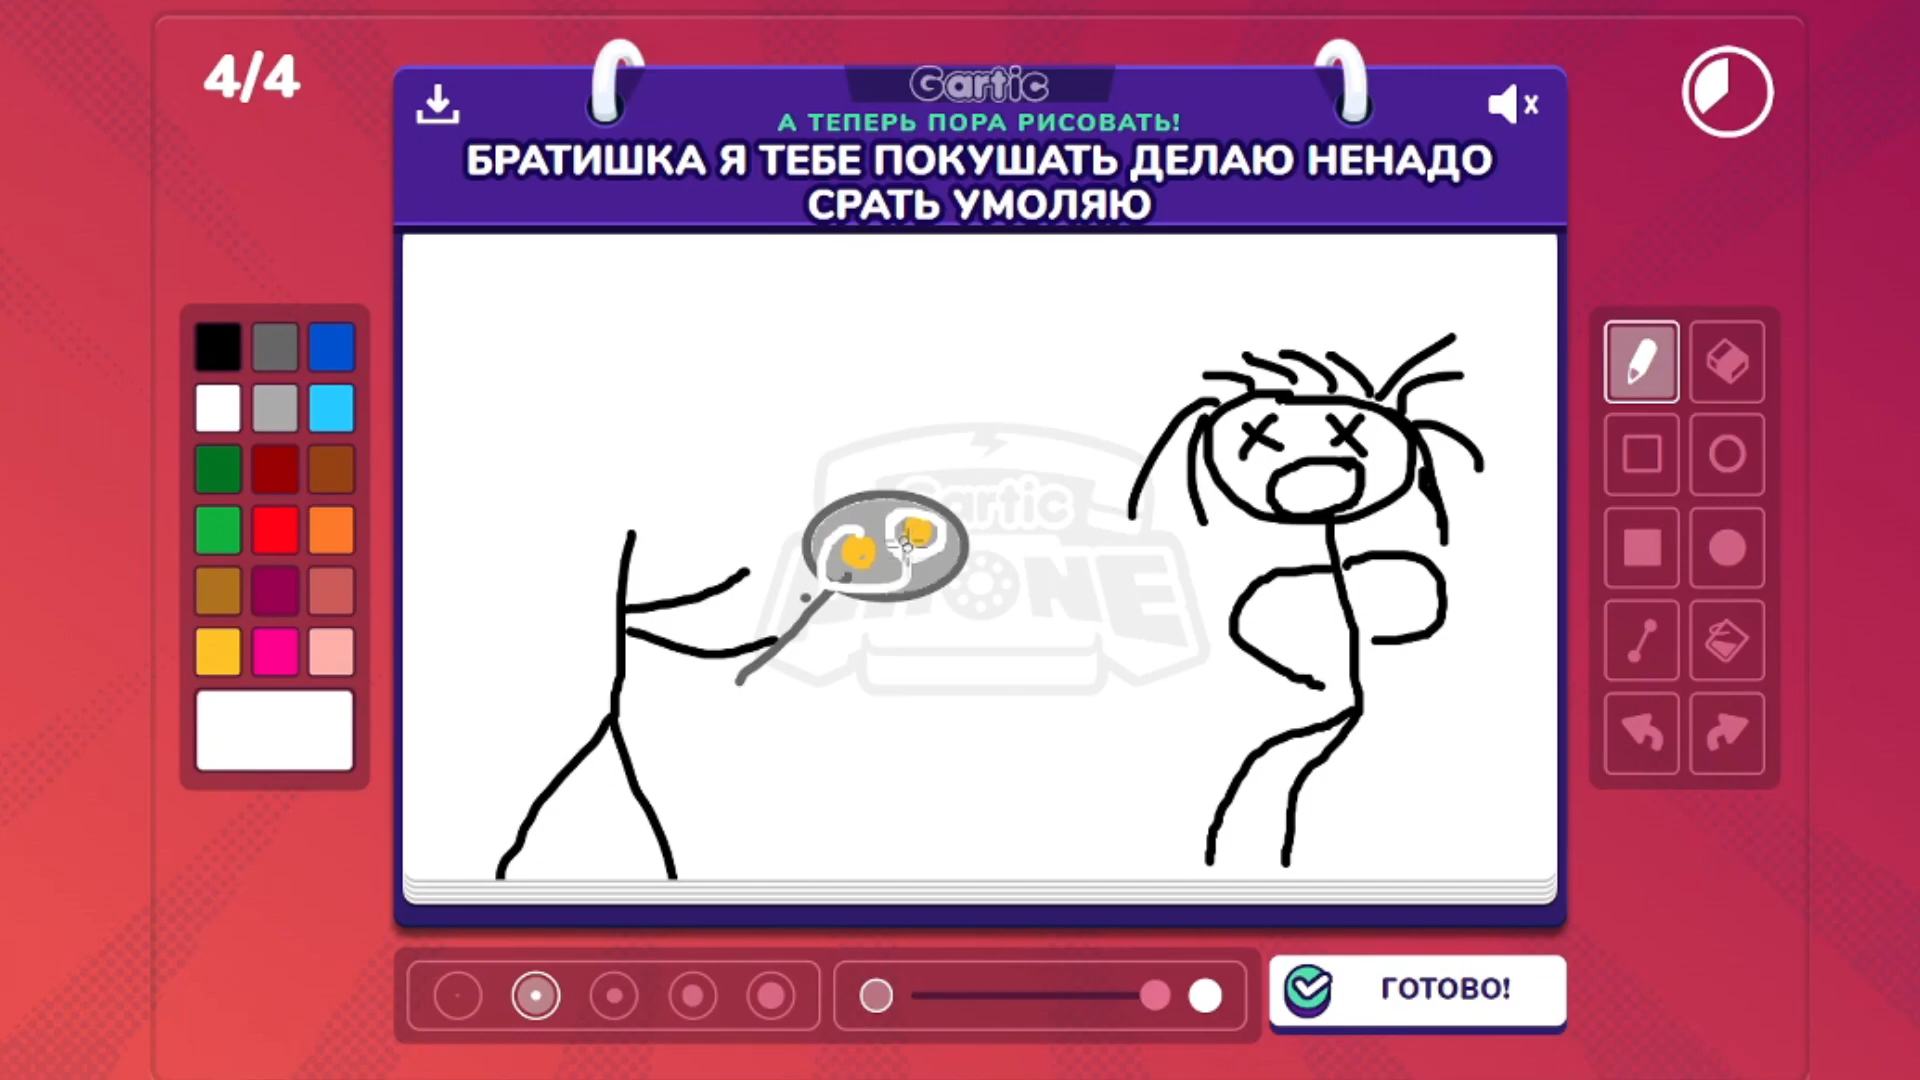 4/4
Gartic
А ТЕПЕРЬ ПОРА РИСОВАТЬ!
БРАТИШКА Я ТЕБЕ ПОКУШАТЬ ДЕЛАЮ НЕНАДО
СРАТЬ УМОЛЯЮ
Gartic
PHONE
ГОТОВО!